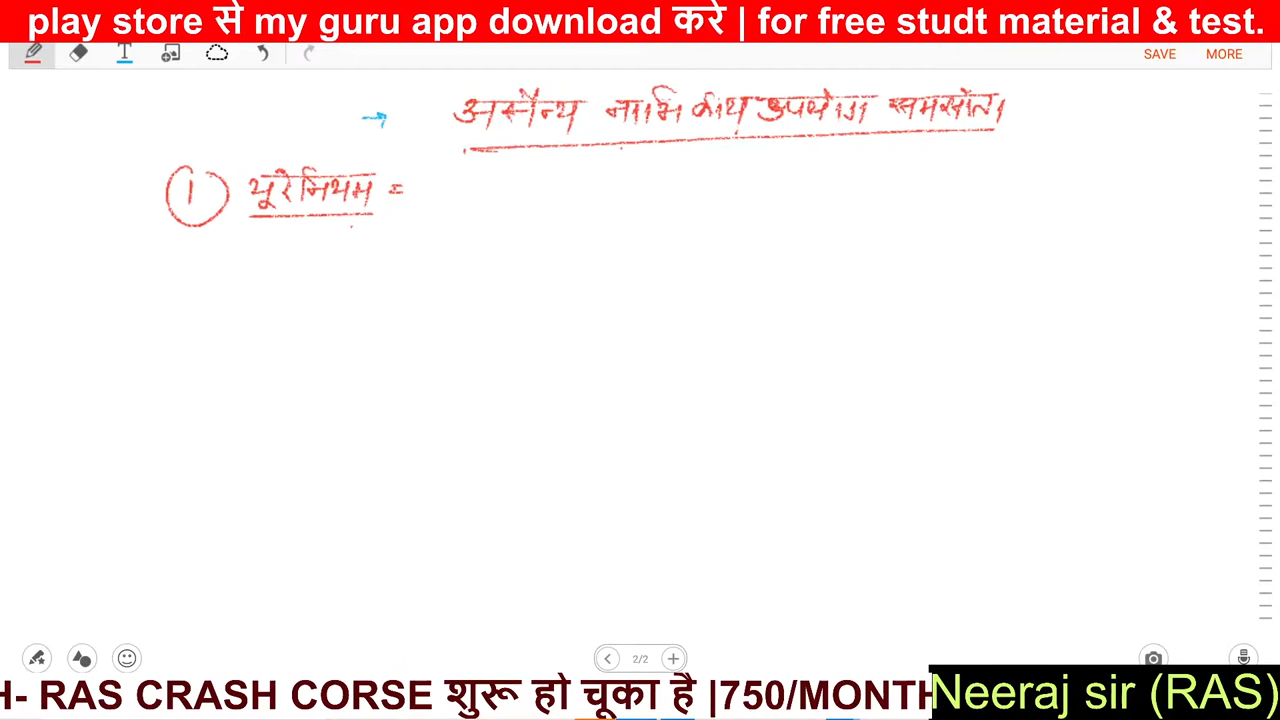 play store से my guru app download करे | for free studt material & test.
SAVE MORE
→ असैन्य नाभिकीय उपयोग समझौता
① यूरेनियम =
2/2
H- RAS CRASH CORSE शुरू हो चूका है |750/MONTH
Neeraj sir (RAS)